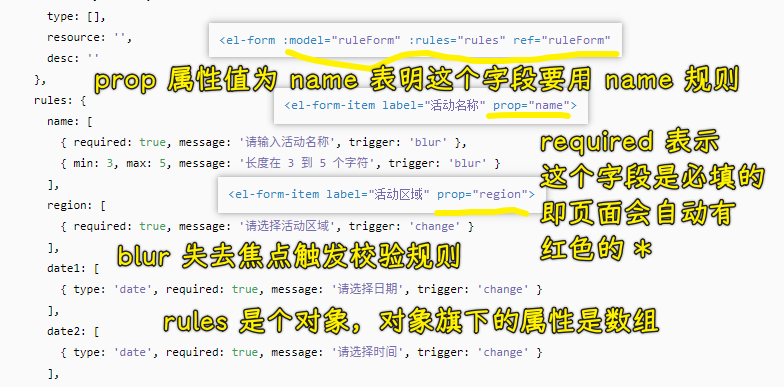 type: [],
resource: '',
<el-form :model="ruleForm" :rules="rules" ref="ruleForm"
desc: ''
},
prop 属性值为 name 表明这个字段要用 name 规则
rules: {
<el-form-item label="活动名称" prop="name">
name: [
{ required: true, message: '请输入活动名称', trigger: 'blur' },
required 表示
{ min: 3, max: 5, message: '长度在 3 到 5 个字符', trigger: 'blur' }
这个字段是必填的
],
<el-form-item label="活动区域" prop="region">
region: [
即页面会自动有
{ required: true, message: '请选择活动区域', trigger: 'change' }
红色的 *
],
blur 失去焦点触发校验规则
date1: [
{ type: 'date', required: true, message: '请选择日期', trigger: 'change' }
],
rules 是个对象，对象旗下的属性是数组
date2: [
{ type: 'date', required: true, message: '请选择时间', trigger: 'change' }
],